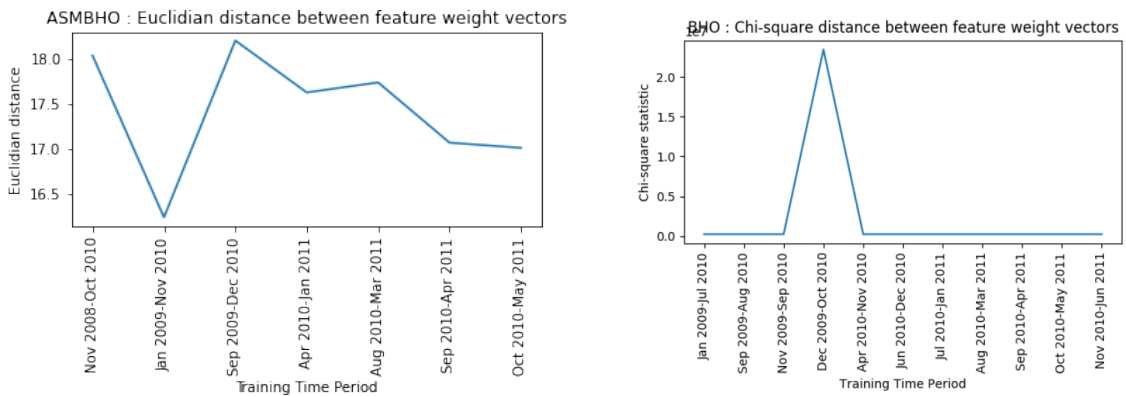 ASMBHO : Euclidian distance between feature weight vectors
Euclidian distance
18.0
17.5
17.0
16.5
Nov 2008-Oct 2010
Jan 2009-Nov 2010
Sep 2009-Dec 2010
Apr 2010-Jan 2011
Aug 2010-Mar 2011
Sep 2010-Apr 2011
Oct 2010-May 2011
Training Time Period
BHO : Chi-square distance between feature weight vectors
1e7
Chi-square statistic
2.0
1.5
1.0
0.5
0.0
Jan 2009-Jul 2010
Sep 2009-Aug 2010
Nov 2009-Sep 2010
Dec 2009-Oct 2010
Apr 2010-Nov 2010
Jun 2010-Dec 2010
Jul 2010-Jan 2011
Aug 2010-Mar 2011
Sep 2010-Apr 2011
Oct 2010-May 2011
Nov 2010-Jun 2011
Training Time Period